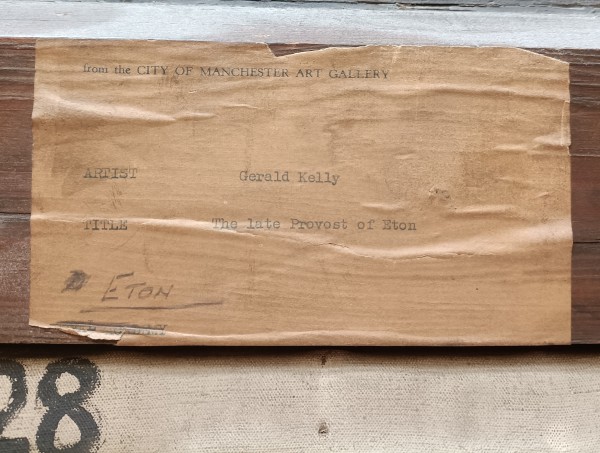 from the CITY OF MANCHESTER ART GALLERY
ARTIST Gerald Kelly
TITLE The late Provost of Eton
ETON
28